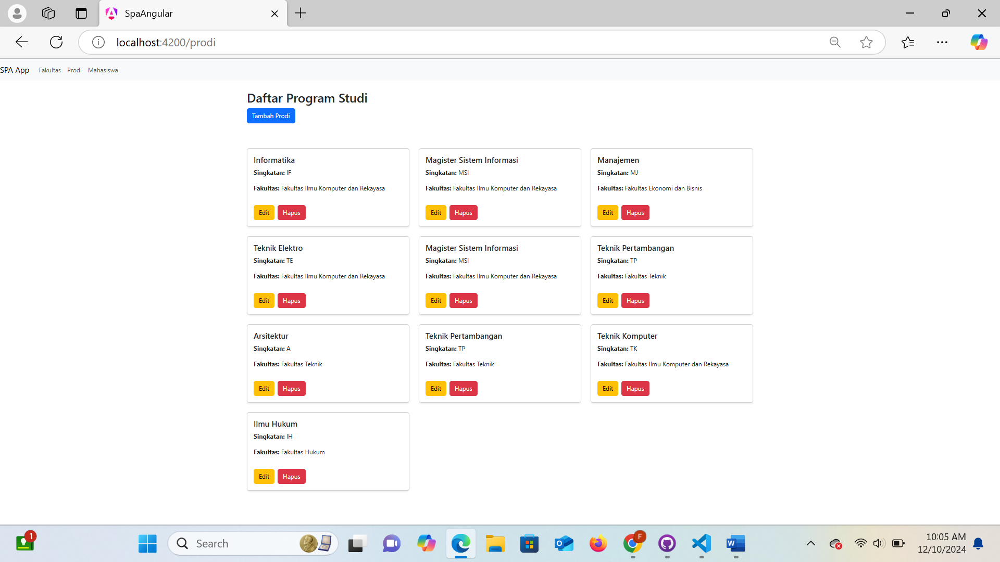 SpaAngular
localhost:4200/prodi
SPA App Fakultas Prodi Mahasiswa
Daftar Program Studi
Tambah Prodi
Informatika
Singkatan: IF
Fakultas: Fakultas Ilmu Komputer dan Rekayasa
Edit Hapus
Magister Sistem Informasi
Singkatan: MSI
Fakultas: Fakultas Ilmu Komputer dan Rekayasa
Edit Hapus
Manajemen
Singkatan: MJ
Fakultas: Fakultas Ekonomi dan Bisnis
Edit Hapus
Teknik Elektro
Singkatan: TE
Fakultas: Fakultas Ilmu Komputer dan Rekayasa
Edit Hapus
Magister Sistem Informasi
Singkatan: MSI
Fakultas: Fakultas Ilmu Komputer dan Rekayasa
Edit Hapus
Teknik Pertambangan
Singkatan: TP
Fakultas: Fakultas Teknik
Edit Hapus
Arsitektur
Singkatan: A
Fakultas: Fakultas Teknik
Edit Hapus
Teknik Pertambangan
Singkatan: TP
Fakultas: Fakultas Teknik
Edit Hapus
Teknik Komputer
Singkatan: TK
Fakultas: Fakultas Ilmu Komputer dan Rekayasa
Edit Hapus
Ilmu Hukum
Singkatan: IH
Fakultas: Fakultas Hukum
Edit Hapus
1
Search
F
10:05 AM
12/10/2024